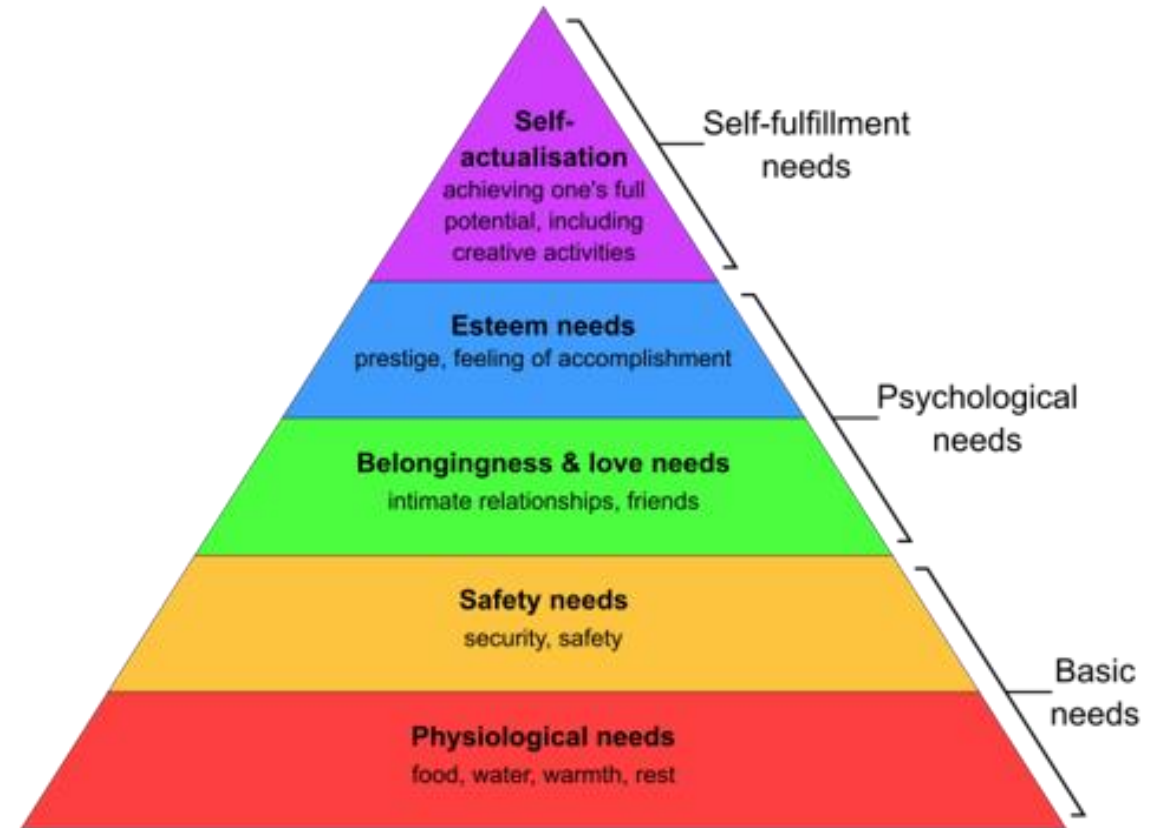 Self-
actualisation
achieving one's full
potential, including
creative activities
Self-fulfillment
needs
Esteem needs
prestige, feeling of accomplishment
Psychological
needs
Belongingness & love needs
intimate relationships, friends
Safety needs
security, safety
Basic
needs
Physiological needs
food, water, warmth, rest